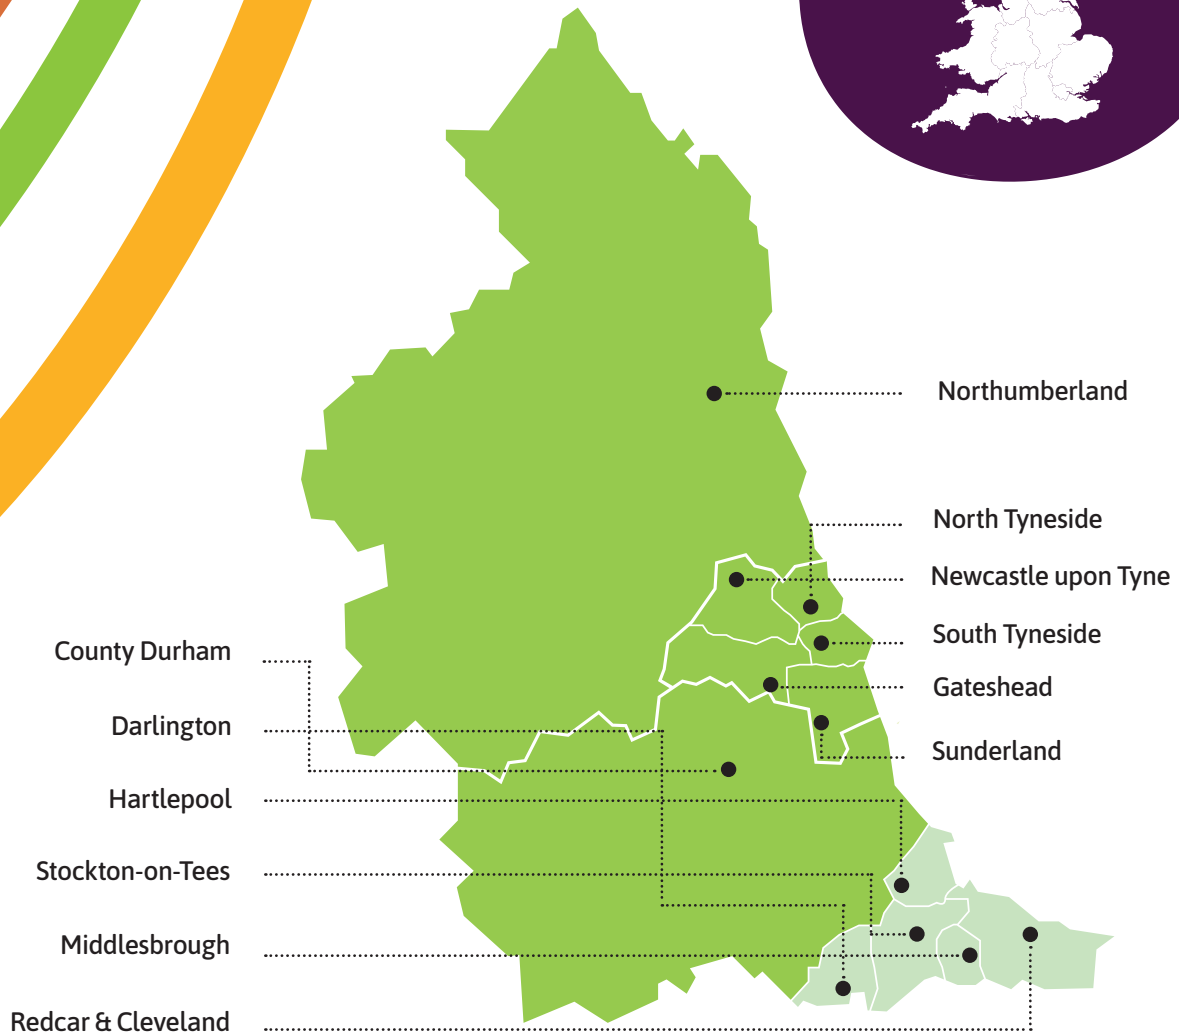 Northumberland
North Tyneside
Newcastle upon Tyne
South Tyneside
County Durham
Gateshead
Darlington
Sunderland
Hartlepool
Stockton-on-Tees
Middlesbrough
Redcar & Cleveland